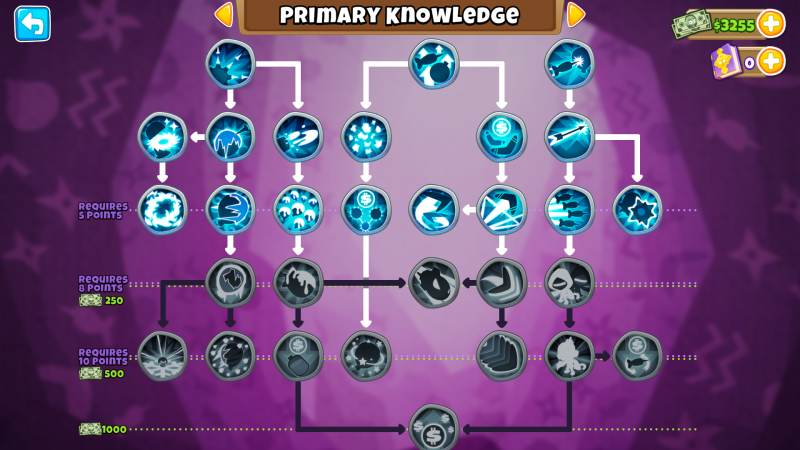 PRIMARY KNOWLEDGE
$3255
0
REQUIRES
5 POINTS
REQUIRES
8 POINTS
250
REQUIRES
10 POINTS
500
1000